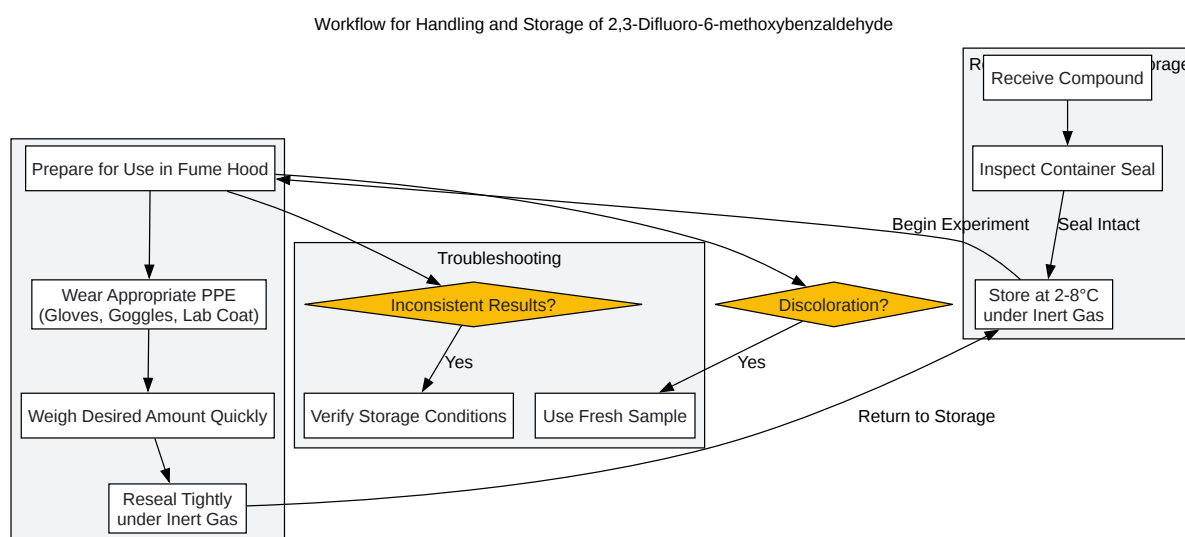 Workflow for Handling and Storage of 2,3-Difluoro-6-methoxybenzaldehyde
Receive Compound
Prepare for Use in Fume Hood
Inspect Container Seal
Begin Experiment
Seal Intact
Troubleshooting
Wear Appropriate PPE
(Gloves, Goggles, Lab Coat)
Inconsistent Results?
Discoloration?
Store at 2-8°C
under Inert Gas
Yes
Yes
Weigh Desired Amount Quickly
Verify Storage Conditions
Use Fresh Sample
Return to Storage
Reseal Tightly
under Inert Gas